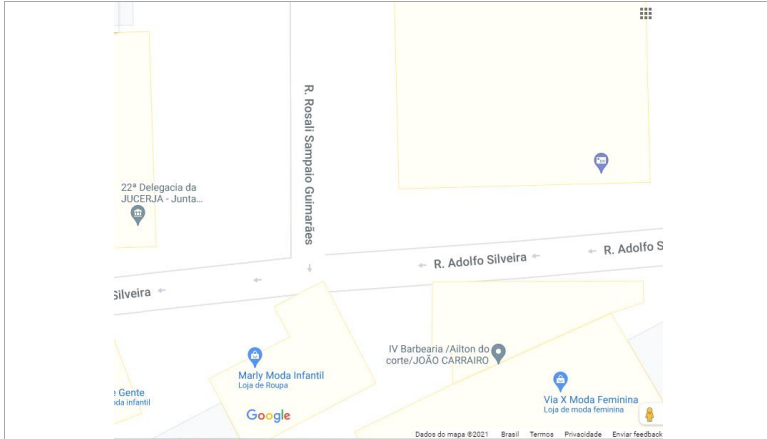 R. Rosali Sampaio Guimarães
22ª Delegacia da
JUCERJA - Junta...
R. Adolfo S
R. Adolfo Silveira
Silveira
IV Barbearia /Ailton do
corte/JOÃO CARRAIRO
Marly Moda Infantil
Loja de Roupa
e Gente
da infantil
Via X Moda Feminina
Loja de moda feminina
Google
Dados do mapa ©2021 Brasil Termos Privacidade Enviar feedback